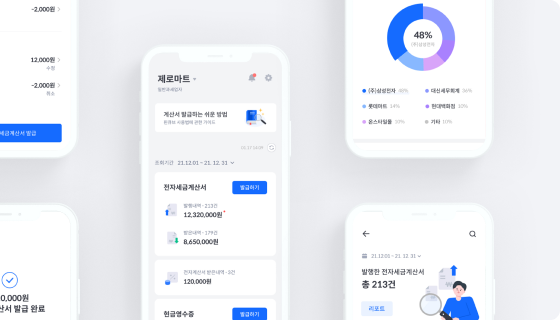 -2,000원
12,000원
수정
-2,000원
취소
세금계산서 발급
0,000원
산서 발급 완료
제로마트
일반과세업자
계산서 발급하는 쉬운 방법
조회기간 21.12.01 ~ 21. 12. 31
전자세금계산서
발급하기
발행내역 · 213건
12,320,000원
받은내역 · 179건
8,650,000원
전자계산서 받은내역 · 3건
120,000원
현금영수증
발급하기
48%
(주)삼성전자
(주)삼성전자 36%
대신세무회계 36%
롯데마트 14%
현대백화점 10%
온스타일몰 10%
기타 10%
21.12.01 ~ 21. 12. 31
발행한 전자세금계산서
총 213건
리포트